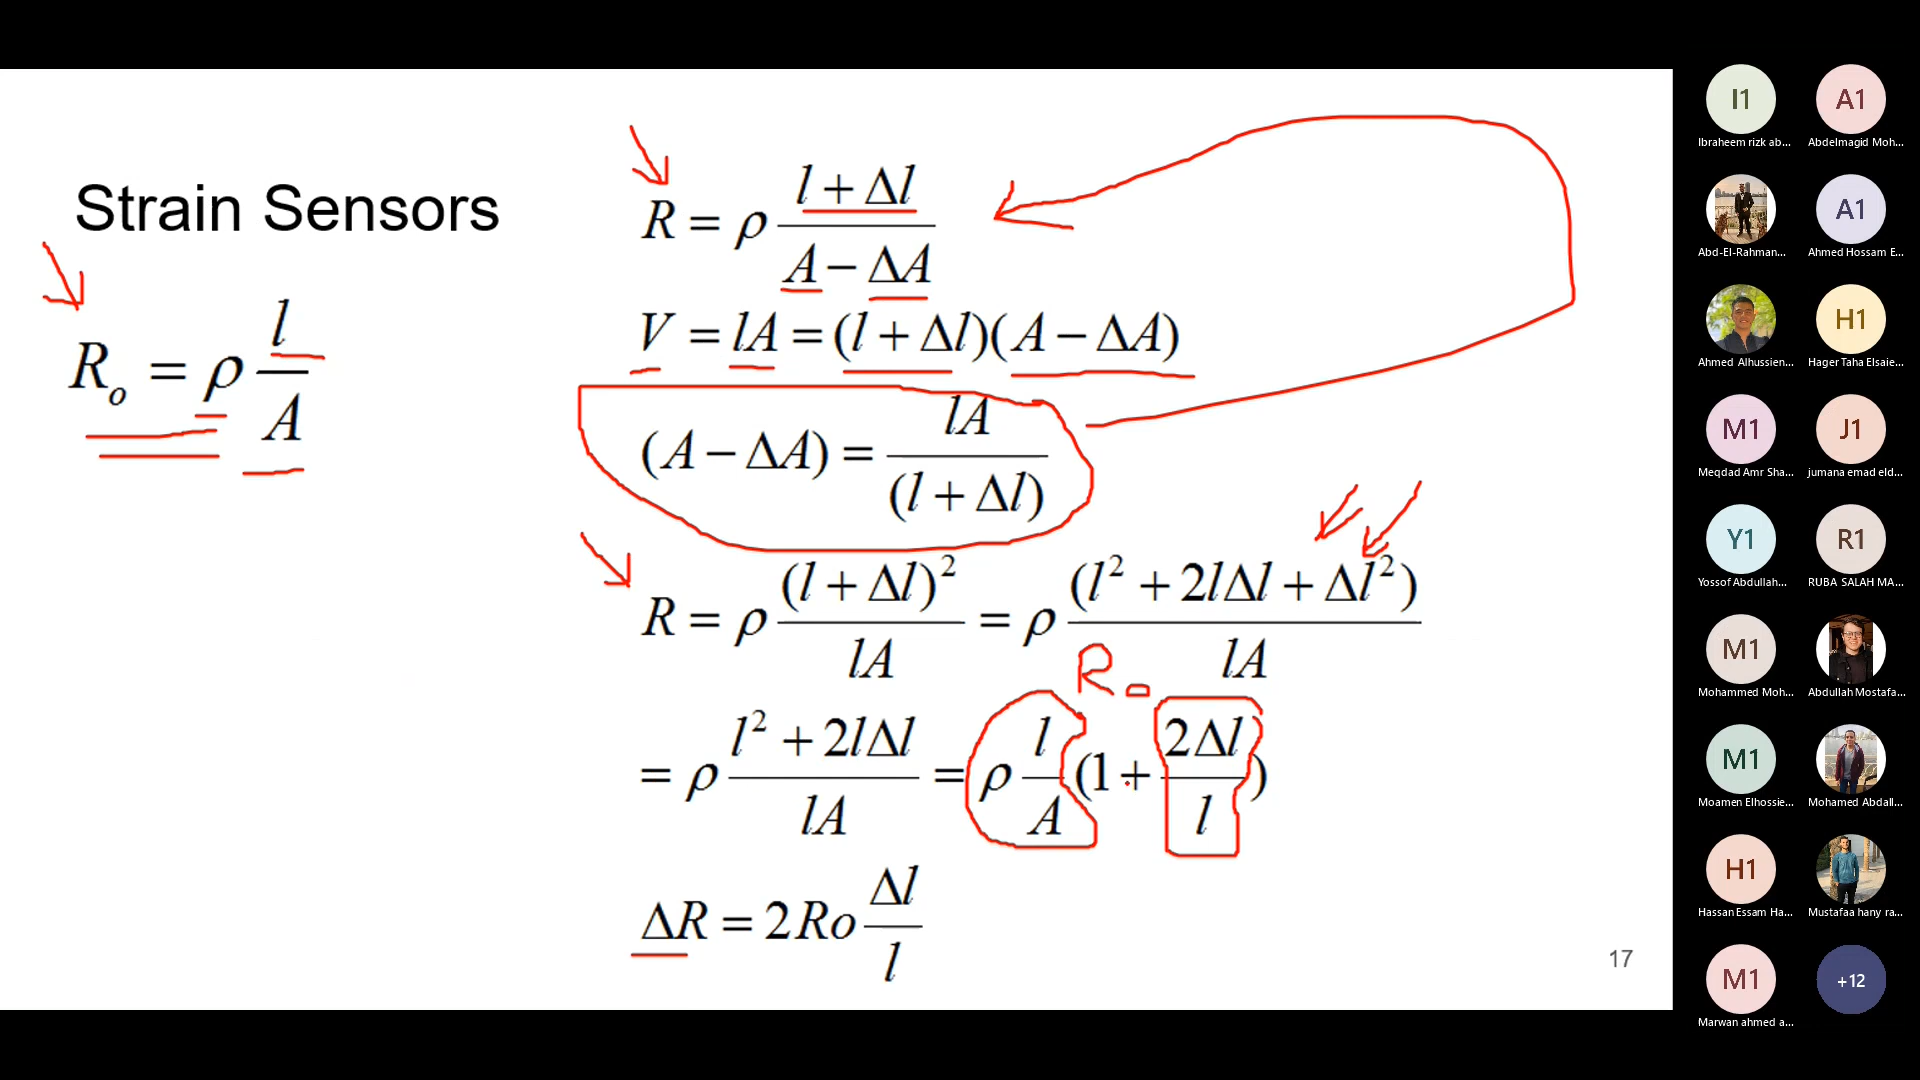 Strain Sensors
R_o = ρ l/A
R = ρ (l + Δl)/(A − ΔA)
V = lA = (l + Δl)(A − ΔA)
(A − ΔA) = lA/(l + Δl)
R = ρ (l + Δl)²/lA = ρ (l² + 2lΔl + Δl²)/lA
R₀
= ρ (l² + 2lΔl)/lA = ρ l/A (1 + 2Δl/l)
ΔR = 2Ro Δl/l
17
I1
A1
Ibraheem rizk ab...
Abdelmagid Moh...
A1
Abd-El-Rahman...
Ahmed Hossam E...
H1
Ahmed Alhussien...
Hager Taha Elsaie...
M1
J1
Meqdad Amr Sha...
jumana emad eld...
Y1
R1
Yossof Abdullah...
RUBA SALAH MA...
M1
Mohammed Moh...
Abdullah Mostafa...
M1
Moamen Elhossie...
Mohamed Abdall...
H1
Hassan Essam Ha...
Mustafaa hany ra...
M1
+12
Marwan ahmed a...